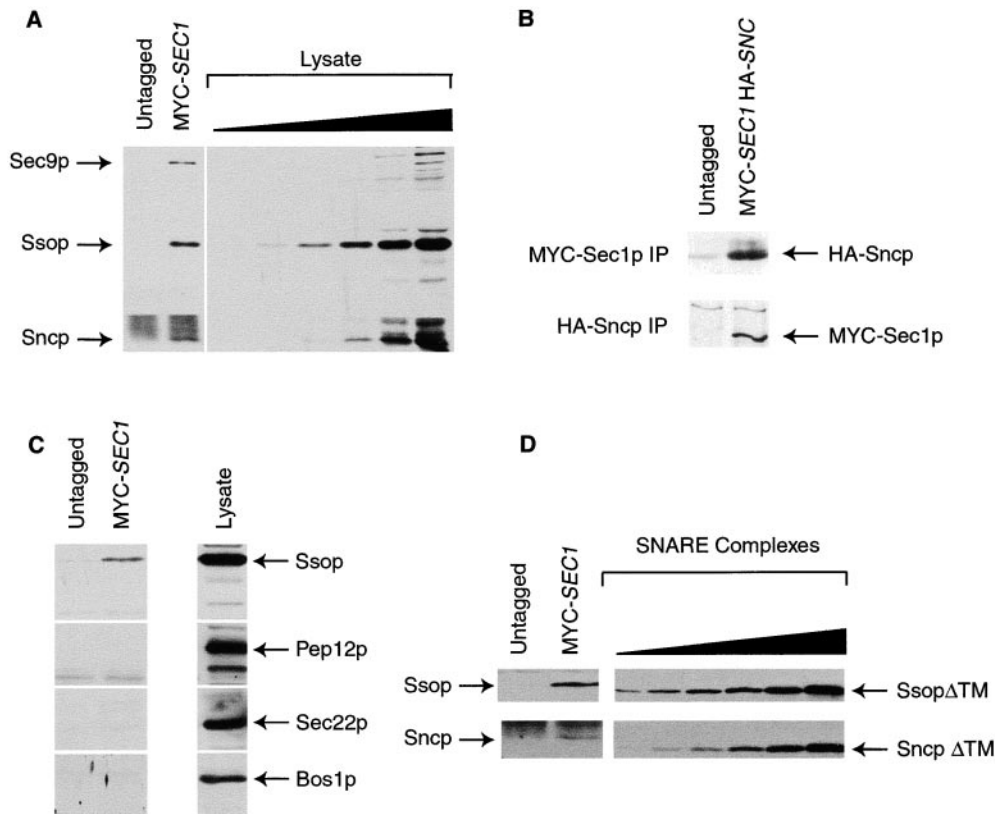 A
Untagged
MYC-SEC1
Lysate
Sec9p
Ssop
Sncp
B
Untagged
MYC-SEC1 HA-SNC
MYC-Sec1p IP
HA-Sncp
HA-Sncp IP
MYC-Sec1p
C
Untagged
MYC-SEC1
Lysate
Ssop
Pep12p
Sec22p
Bos1p
D
Untagged
MYC-SEC1
SNARE Complexes
Ssop
SsopΔTM
Sncp
Sncp ΔTM